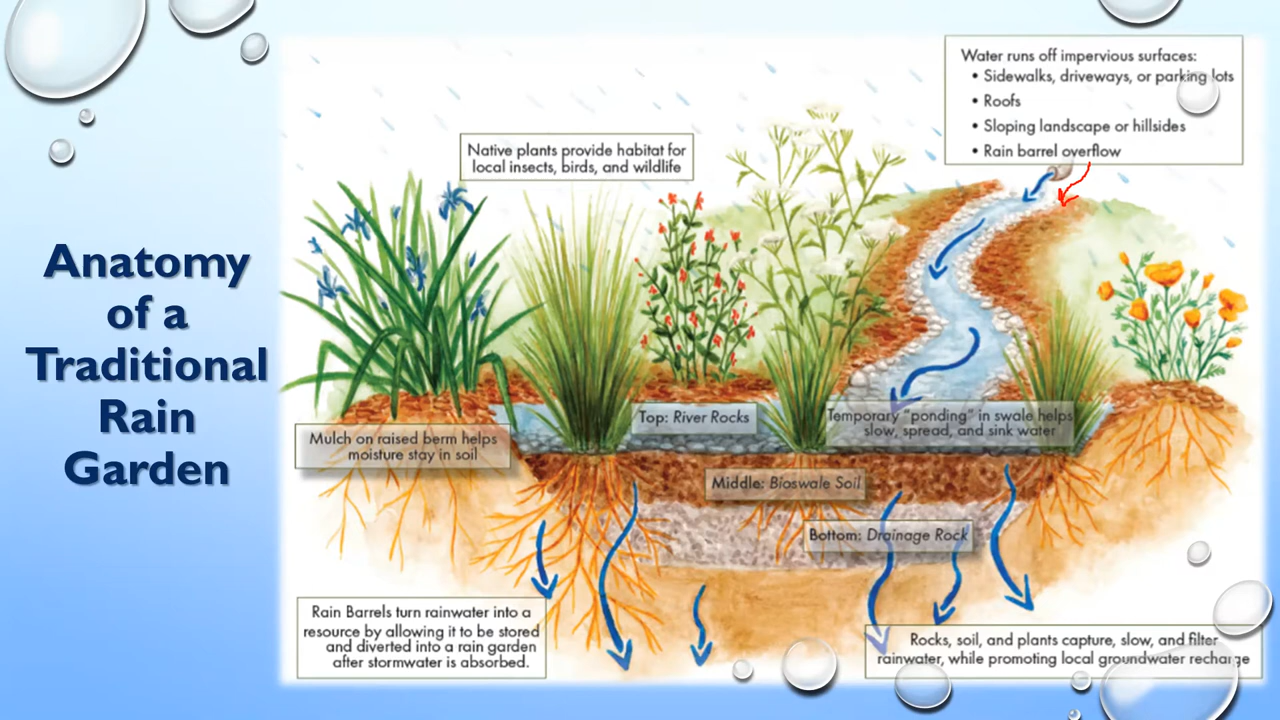 Anatomy
of a
Traditional
Rain
Garden
Water runs off impervious surfaces:
• Sidewalks, driveways, or parking lots
• Roofs
• Sloping landscape or hillsides
• Rain barrel overflow
Native plants provide habitat for
local insects, birds, and wildlife
Top: River Rocks
Temporary “ponding” in swale helps
slow, spread, and sink water
Mulch on raised berm helps
moisture stay in soil
Middle: Bioswale Soil
Bottom: Drainage Rock
Rain Barrels turn rainwater into a
resource by allowing it to be stored
and diverted into a rain garden
after stormwater is absorbed.
Rocks, soil, and plants capture, slow, and filter
rainwater, while promoting local groundwater recharge